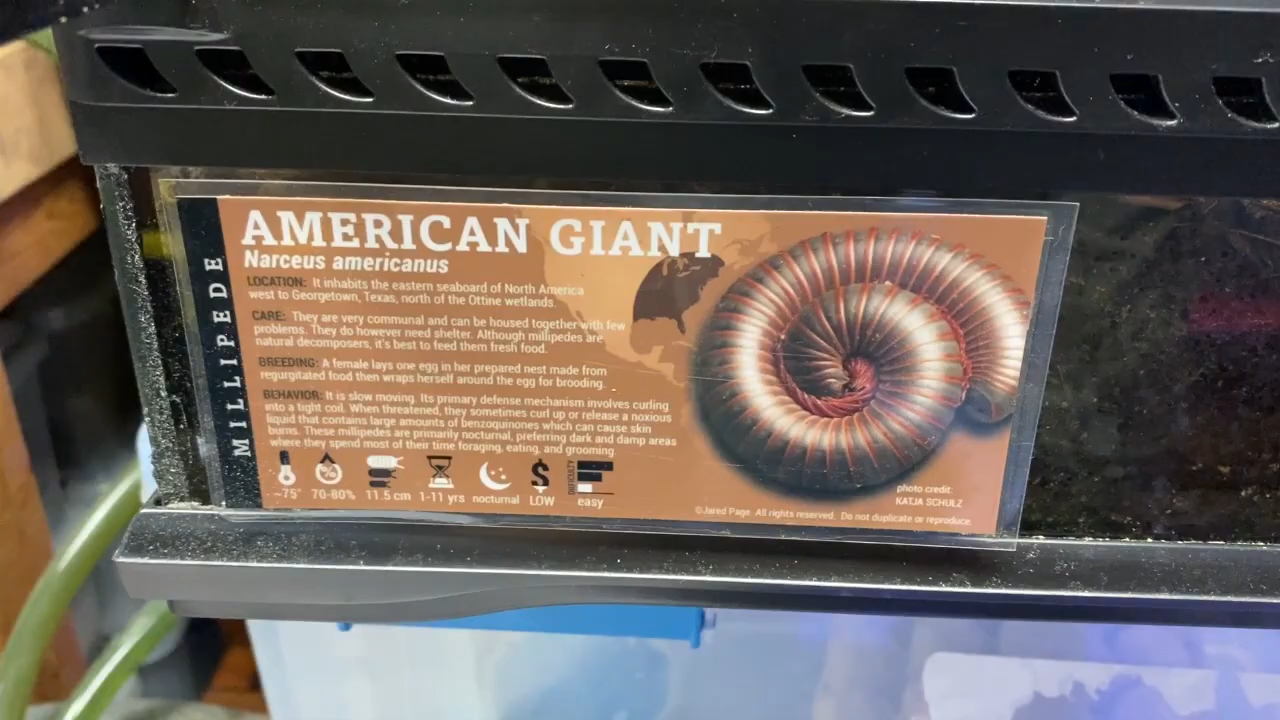 MILLIPEDE
AMERICAN GIANT
Narceus americanus
LOCATION: It inhabits the eastern seaboard of North America
west to Georgetown, Texas, north of the Ottine wetlands.
CARE: They are very communal and can be housed together with few
problems. They do however need shelter. Although millipedes are
natural decomposers, it's best to feed them fresh food.
BREEDING: A female lays one egg in her prepared nest made from
regurgitated food then wraps herself around the egg for brooding.
BEHAVIOR: It is slow moving. Its primary defense mechanism involves curling
into a tight coil. When threatened, they sometimes curl up or release a noxious
liquid that contains large amounts of benzoquinones which can cause skin
burns. These millipedes are primarily nocturnal, preferring dark and damp areas
where they spend most of their time foraging, eating, and grooming.
%
$
DIFFICULTY
~75° 70-80% 11.5 cm 1-11 yrs nocturnal LOW easy
photo credit:
KATJA SCHULZ
©Jared Page. All rights reserved. Do not duplicate or reproduce.